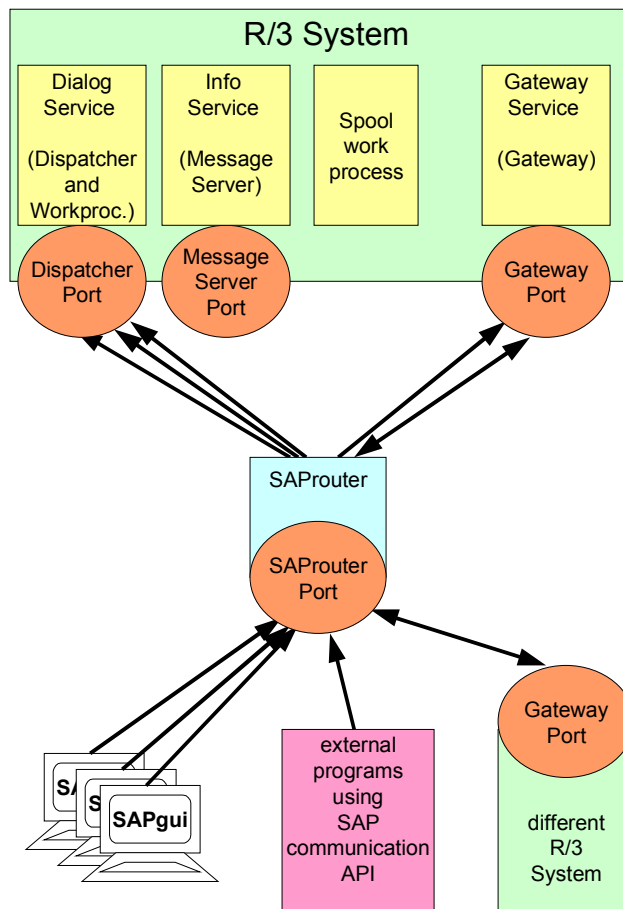 R/3 System
Dialog
Service
(Dispatcher
and
Workproc.)
Info
Service
(Message
Server)
Spool
work
process
Gateway
Service
(Gateway)
Dispatcher
Port
Message
Server
Port
Gateway
Port
SAProuter
SAProuter
Port
Gateway
Port
SA
S
SAPgui
external
programs
using
SAP
communication
API
different
R/3
System